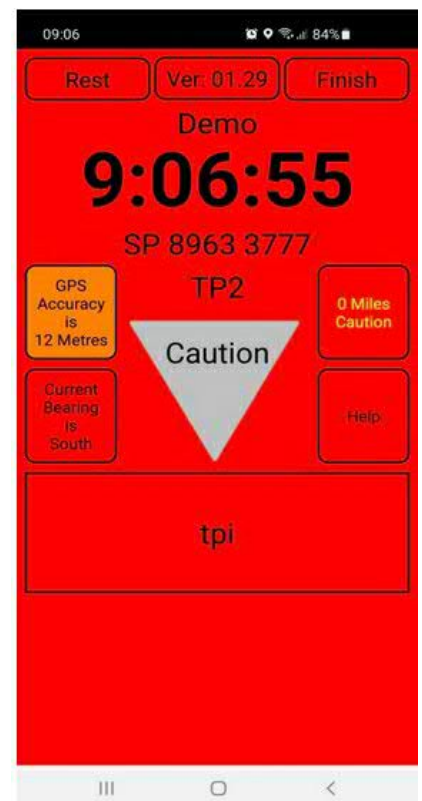 09:06
84%
Rest
Ver: 01.29
Finish
Demo
9:06:55
SP 8963 3777
GPS
Accuracy
is
12 Metres
TP2
0 Miles
Caution
Caution
Current
Bearing
is
South
Help
tpi